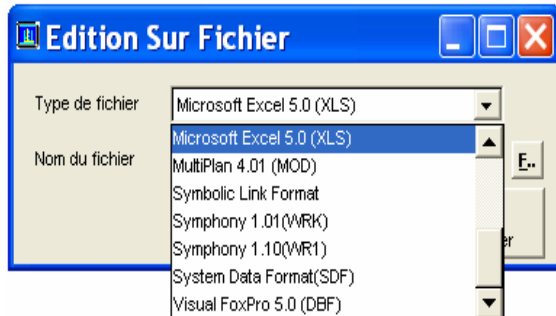 Edition Sur Fichier
Type de fichier
Microsoft Excel 5.0 (XLS)
Microsoft Excel 5.0 (XLS)
Nom du fichier
MultiPlan 4.01 (MOD)
F..
Symbolic Link Format
Symphony 1.01(WRK)
Symphony 1.10(WR1)
System Data Format(SDF)
Visual FoxPro 5.0 (DBF)